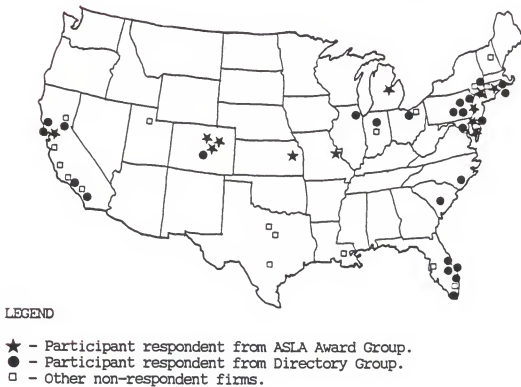 LEGEND
★ - Participant respondent from ASLA Award Group.
● - Participant respondent from Directory Group.
□ - Other non-respondent firms.